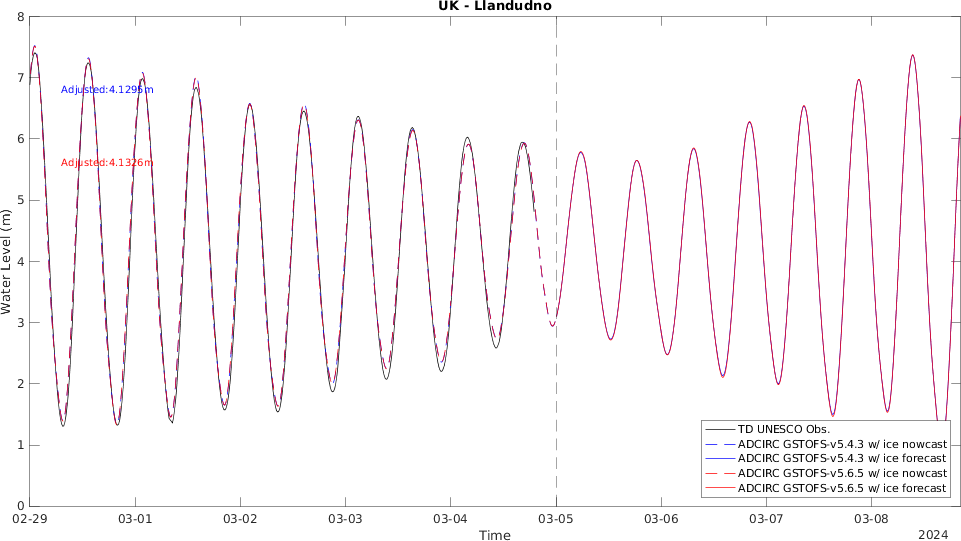 UK - Llandudno
8
7
6
5
4
3
2
1
0
Water Level (m)
Adjusted:4.1295m
Adjusted:4.1326m
TD UNESCO Obs.
ADCIRC GSTOFS-v5.4.3 w/ ice nowcast
ADCIRC GSTOFS-v5.4.3 w/ ice forecast
ADCIRC GSTOFS-v5.6.5 w/ ice nowcast
ADCIRC GSTOFS-v5.6.5 w/ ice forecast
02-29 03-01 03-02 03-03 03-04 03-05 03-06 03-07 03-08
Time
2024